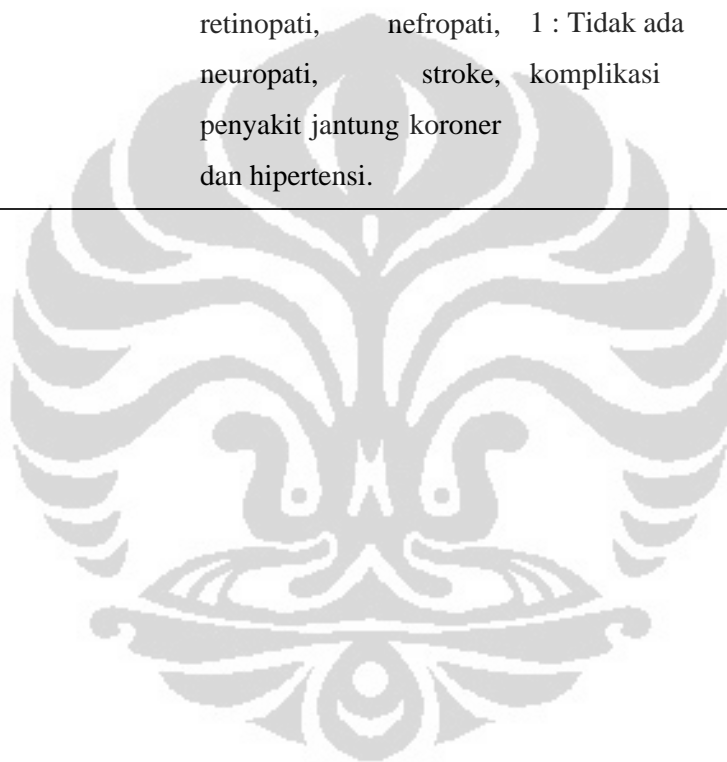 retinopati, nefropati, 1 : Tidak ada
neuropati, stroke, komplikasi
penyakit jantung koroner
dan hipertensi.